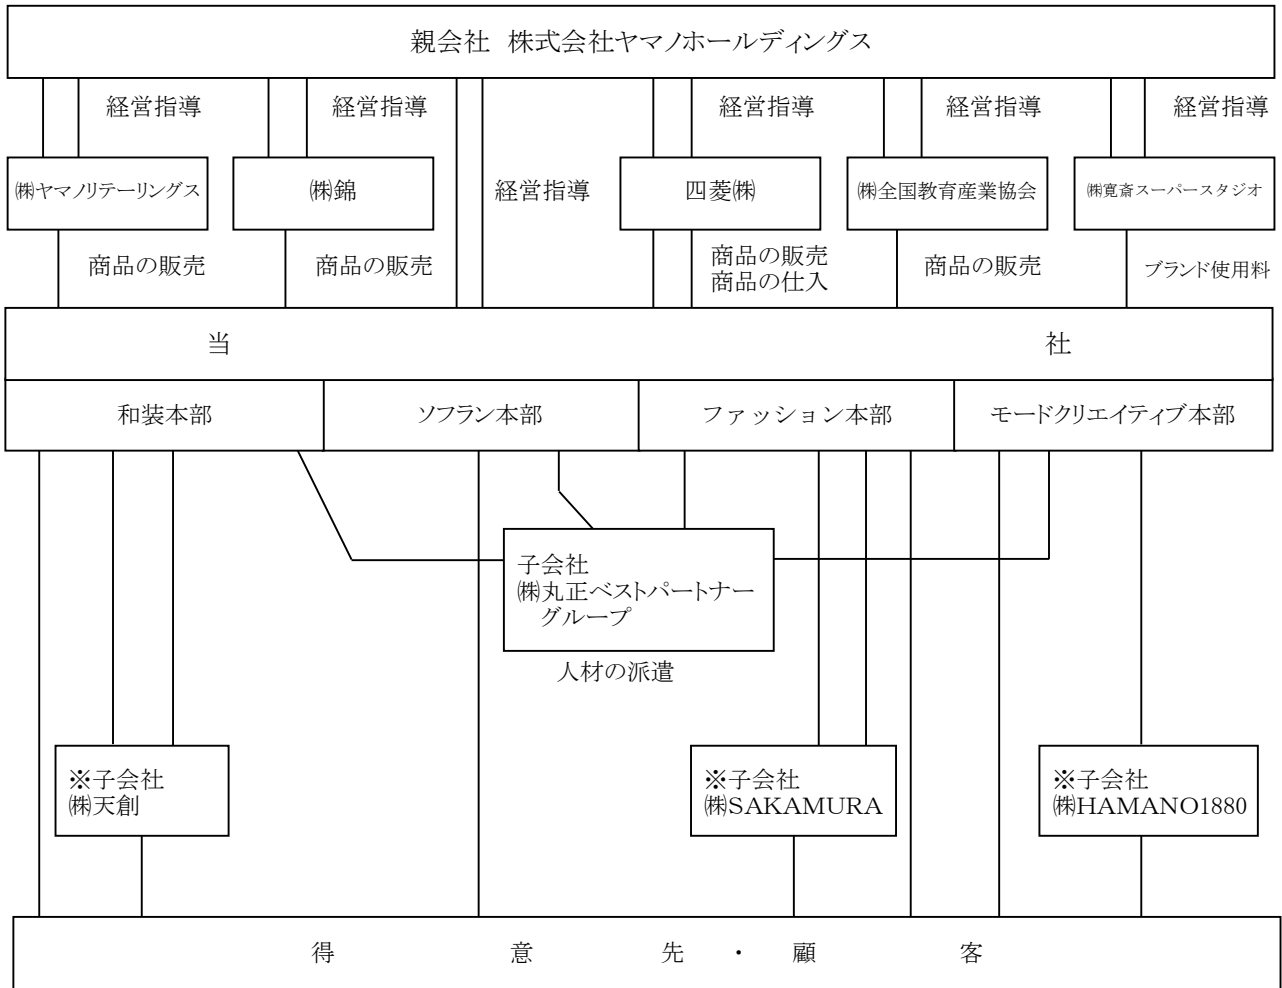 親会社 株式会社ヤマノホールディングス
経営指導 経営指導 経営指導 経営指導 経営指導
㈱ヤマノリテーリングス ㈱錦 経営指導 四菱㈱ ㈱全国教育産業協会 ㈱寛斎スーパースタジオ
商品の販売 商品の販売 商品の販売 商品の販売 ブランド使用料
商品の仕入
当 社
和装本部 ソフラン本部 ファッション本部 モードクリエイティブ本部
子会社
㈱丸正ベストパートナー
グループ
人材の派遣
※子会社
㈱天創
※子会社
㈱SAKAMURA
※子会社
㈱HAMANO1880
得 意 先 ・ 顧 客